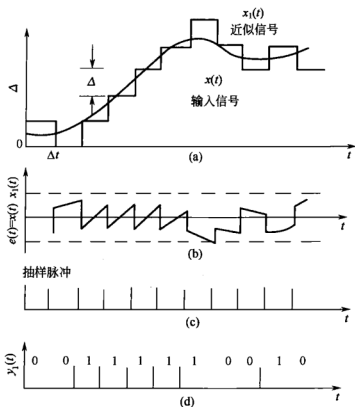 x₁(t)
近似信号
Δ
Δ
x(t)
输入信号
0
Δt
(a)
t
e(t)=x(t) x₁(t)
(b)
t
抽样脉冲
(c)
t
y₁(t)
0 0 1 1 1 1 1 0 0 1 0
(d)
t